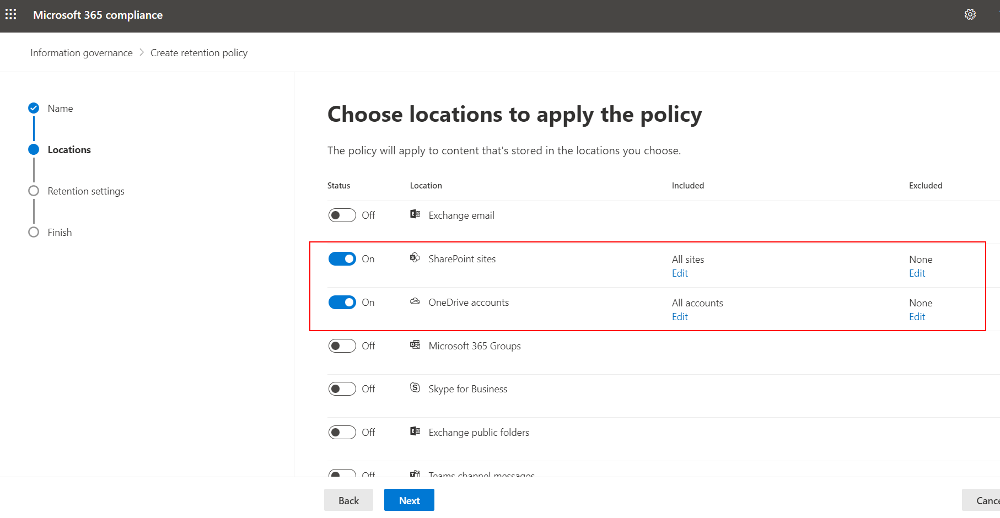 Microsoft 365 compliance
Information governance > Create retention policy
Name
Locations
Retention settings
Finish
Choose locations to apply the policy
The policy will apply to content that's stored in the locations you choose.
Status Location Included Excluded
Off Exchange email
On SharePoint sites All sites None
Edit Edit
On OneDrive accounts All accounts None
Edit Edit
Off Microsoft 365 Groups
Off Skype for Business
Off Exchange public folders
Off Teams channel messages
Back Next Cance